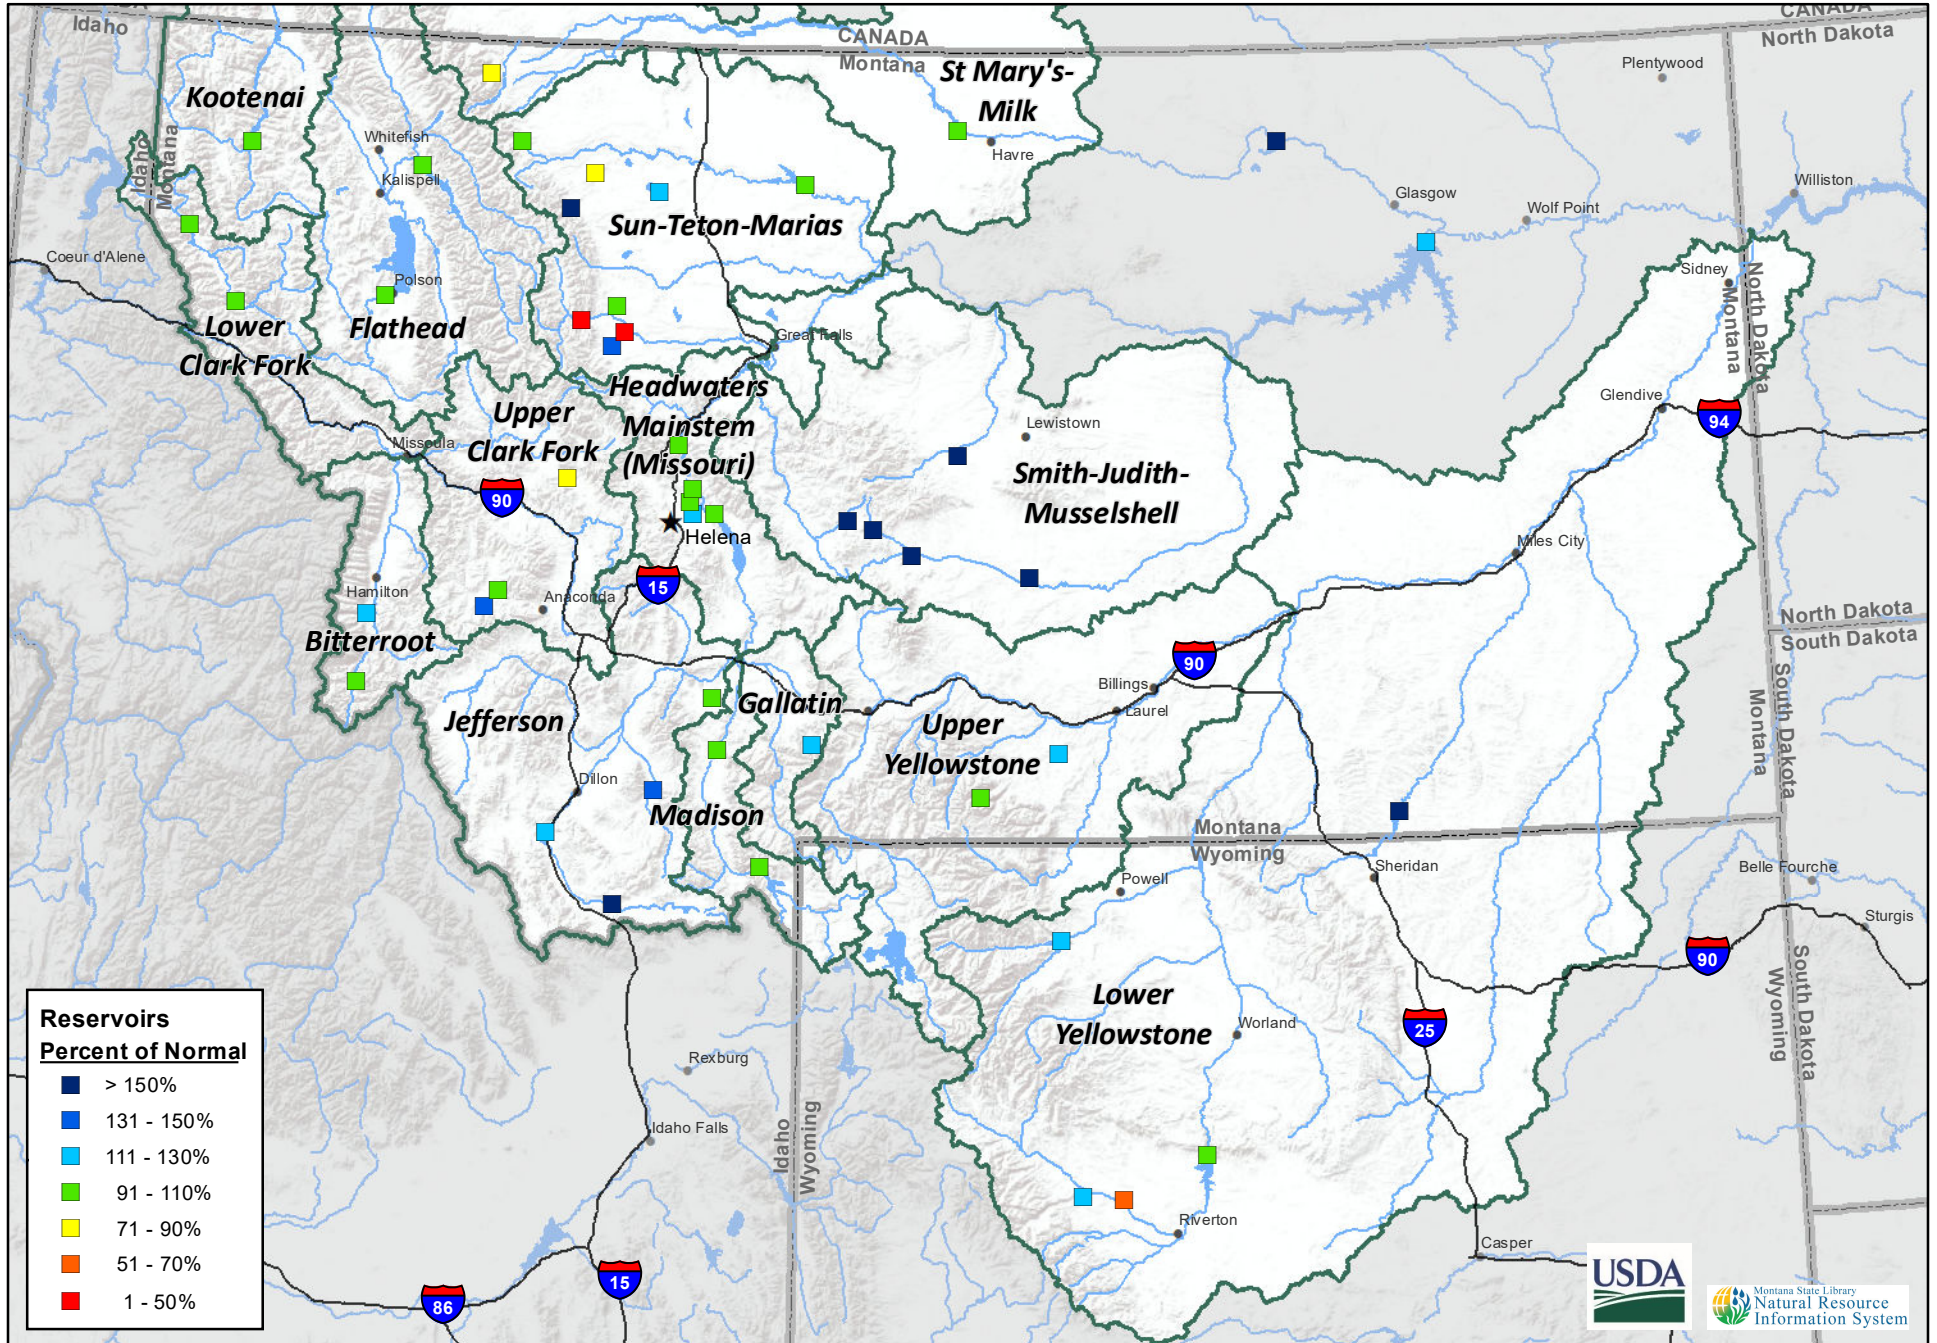 CANADA
Idaho
CANADA
North Dakota
CANADA
Montana
Plentywood
St Mary's-
Milk
Kootenai
Whitefish
Havre
Idaho
Montana
Kalispell
Glasgow
Williston
Wolf Point
Sun-Teton-Marias
Coeur d'Alene
Polson
Sidney
Montana
North Dakota
Lower
Clark Fork
Flathead
Great Falls
Headwaters
Mainstem
(Missouri)
Upper
Clark Fork
Glendive
94
Lewistown
Missoula
Smith-Judith-
Musselshell
90
Helena
Miles City
15
Hamilton
Anaconda
Bitterroot
North Dakota
South Dakota
90
Billings
Laurel
Gallatin
Jefferson
Upper
Yellowstone
Montana
South Dakota
Dillon
Madison
Montana
Wyoming
Powell
Sheridan
Belle Fourche
Sturgis
90
South Dakota
Wyoming
Lower
Yellowstone
Worland
25
Rexburg
Idaho Falls
Idaho
Wyoming
Riverton
Casper
15
86
Reservoirs
Percent of Normal
> 150%
131 - 150%
111 - 130%
91 - 110%
71 - 90%
51 - 70%
1 - 50%
USDA
Montana State Library
Natural Resource
Information System